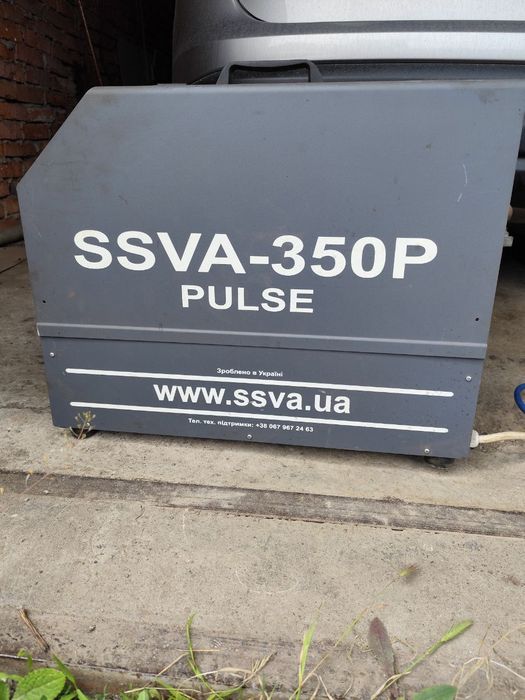 SSVA-350P
PULSE
Зроблено в Україні
www.ssva.ua
Тел. тех. підтримки: +38 067 967 24 63